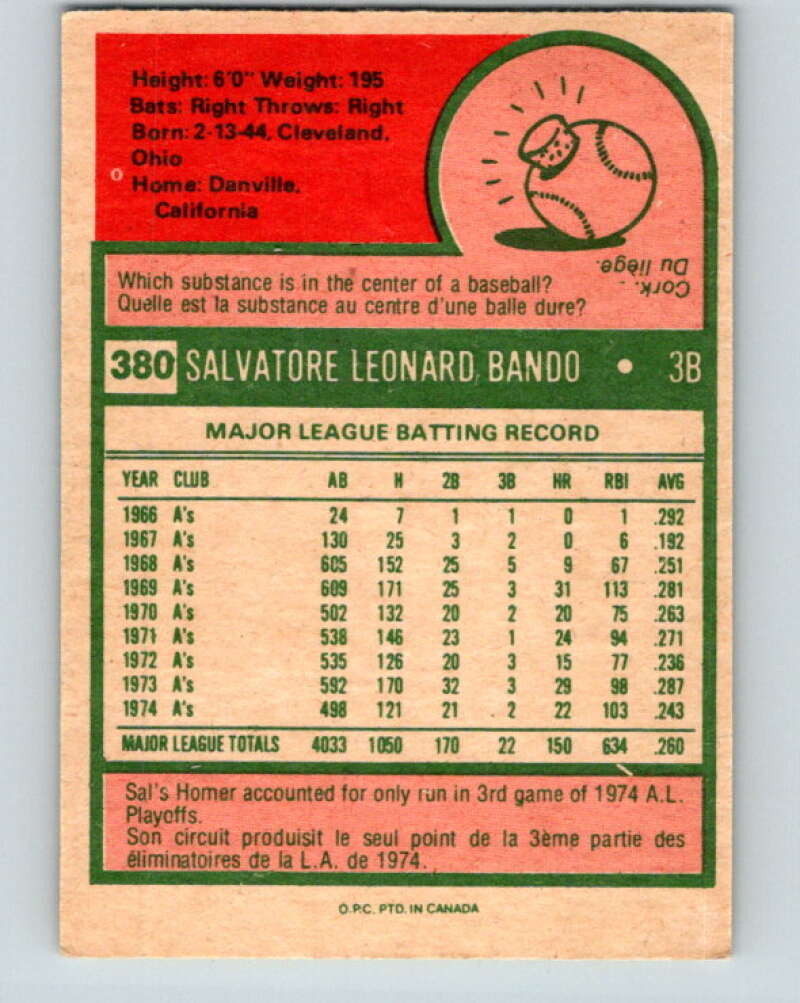 Height: 6'0" Weight: 195
Bats: Right Throws: Right
Born: 2-13-44, Cleveland,
Ohio
Home: Danville,
California
Which substance is in the center of a baseball?
Quelle est la substance au centre d'une balle dure?
Cork.
Du liège.
380 SALVATORE LEONARD BANDO • 3B
MAJOR LEAGUE BATTING RECORD
YEAR CLUB AB H 2B 3B HR RBI AVG
1966 A's 24 7 1 1 0 1 .292
1967 A's 130 25 3 2 0 6 .192
1968 A's 605 152 25 5 9 67 .251
1969 A's 609 171 25 3 31 113 .281
1970 A's 502 132 20 2 20 75 .263
1971 A's 538 146 23 1 24 94 .271
1972 A's 535 126 20 3 15 77 .236
1973 A's 592 170 32 3 29 98 .287
1974 A's 498 121 21 2 22 103 .243
MAJOR LEAGUE TOTALS 4033 1050 170 22 150 634 .260
Sal's Homer accounted for only run in 3rd game of 1974 A.L.
Playoffs.
Son circuit produisit le seul point de la 3ème partie des
éliminatoires de la L.A. de 1974.
O.P.C. PTD. IN CANADA